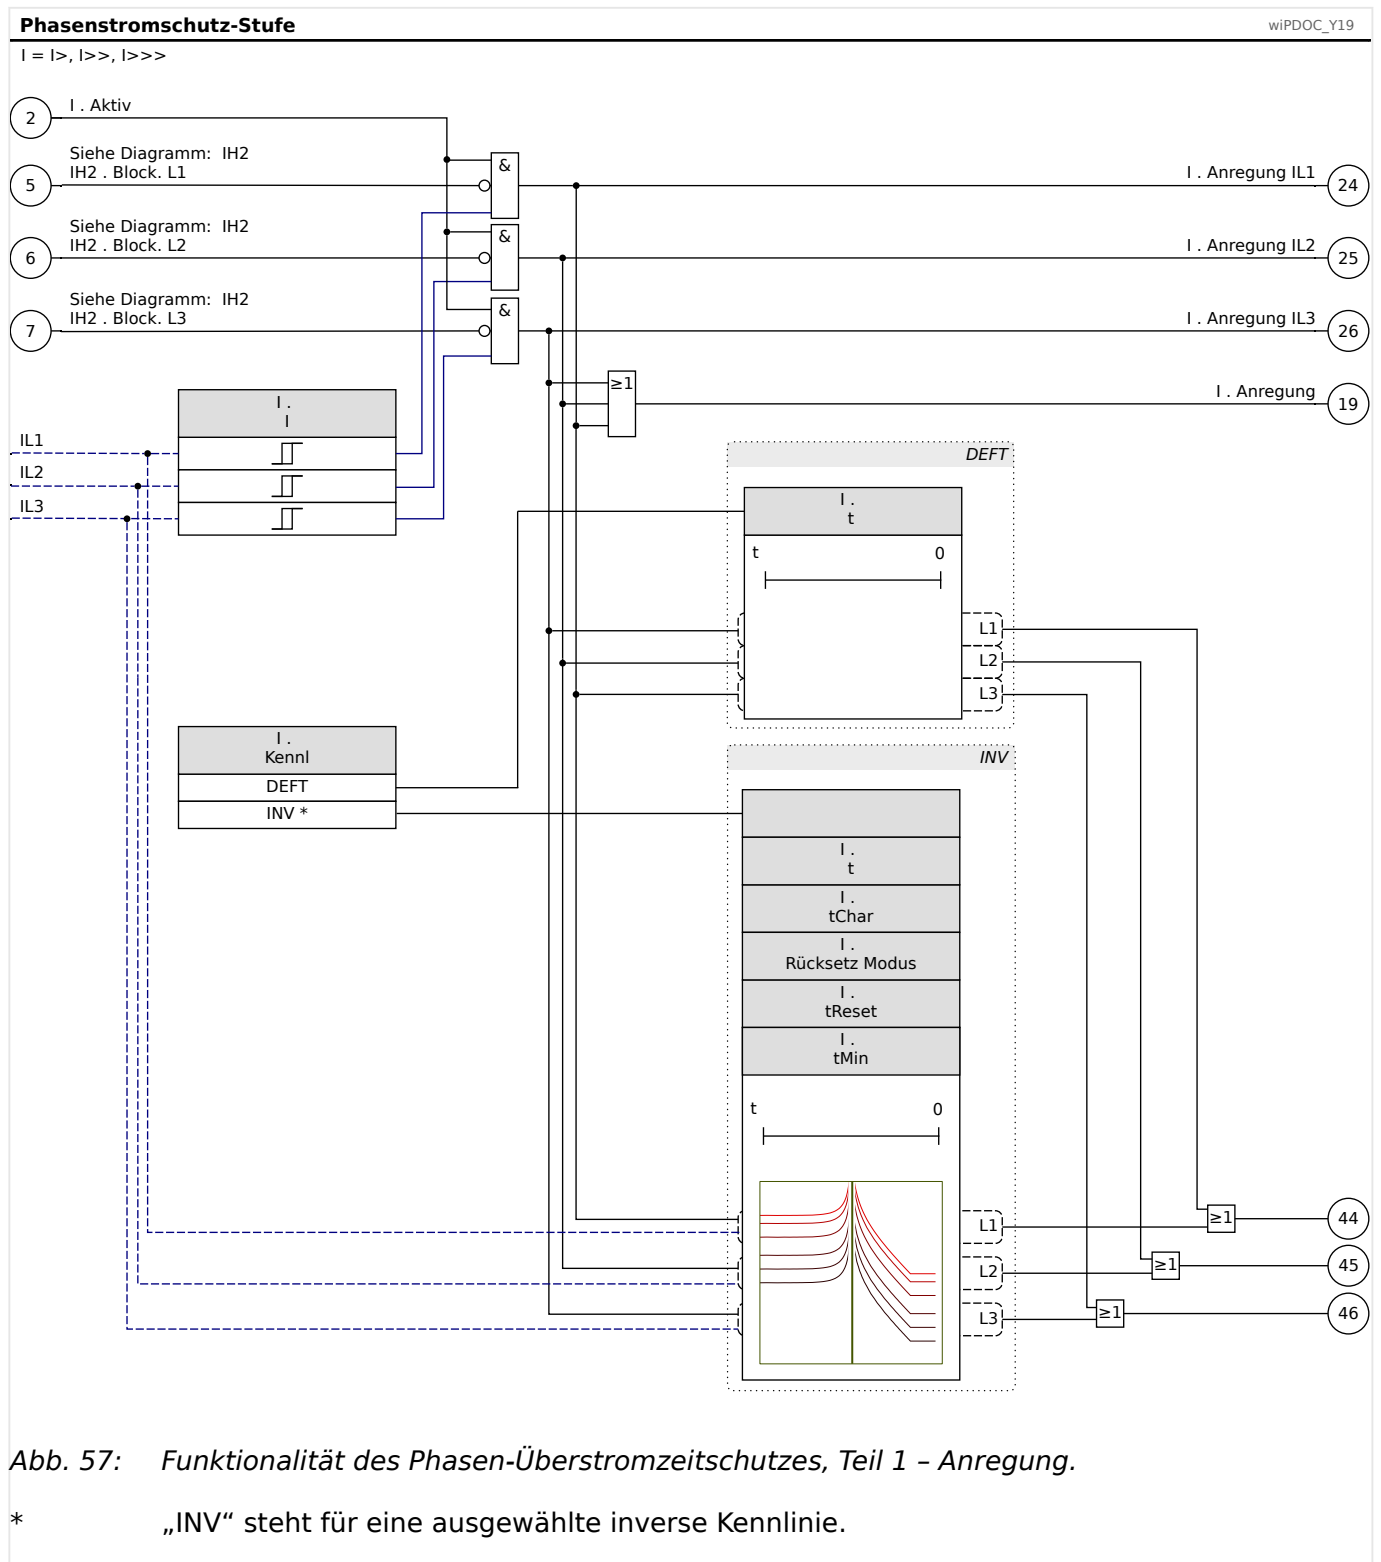 Phasenstromschutz-Stufe
wiPDOC_Y19
I = I>, I>>, I>>>
2
I . Aktiv
Siehe Diagramm: IH2
5
IH2 . Block. L1
&
I . Anregung IL1
24
Siehe Diagramm: IH2
6
IH2 . Block. L2
&
I . Anregung IL2
25
Siehe Diagramm: IH2
7
IH2 . Block. L3
&
I . Anregung IL3
26
≥1
I . Anregung
19
I .
I
IL1
IL2
IL3
DEFT
I .
t
t 0
L1
L2
L3
I .
Kennl
DEFT
INV *
INV
I .
t
I .
tChar
I .
Rücksetz Modus
I .
tReset
I .
tMin
t 0
L1
≥1
44
L2
≥1
45
L3
≥1
46
Abb. 57: Funktionalität des Phasen-Überstromzeitschutzes, Teil 1 – Anregung.
* „INV“ steht für eine ausgewählte inverse Kennlinie.